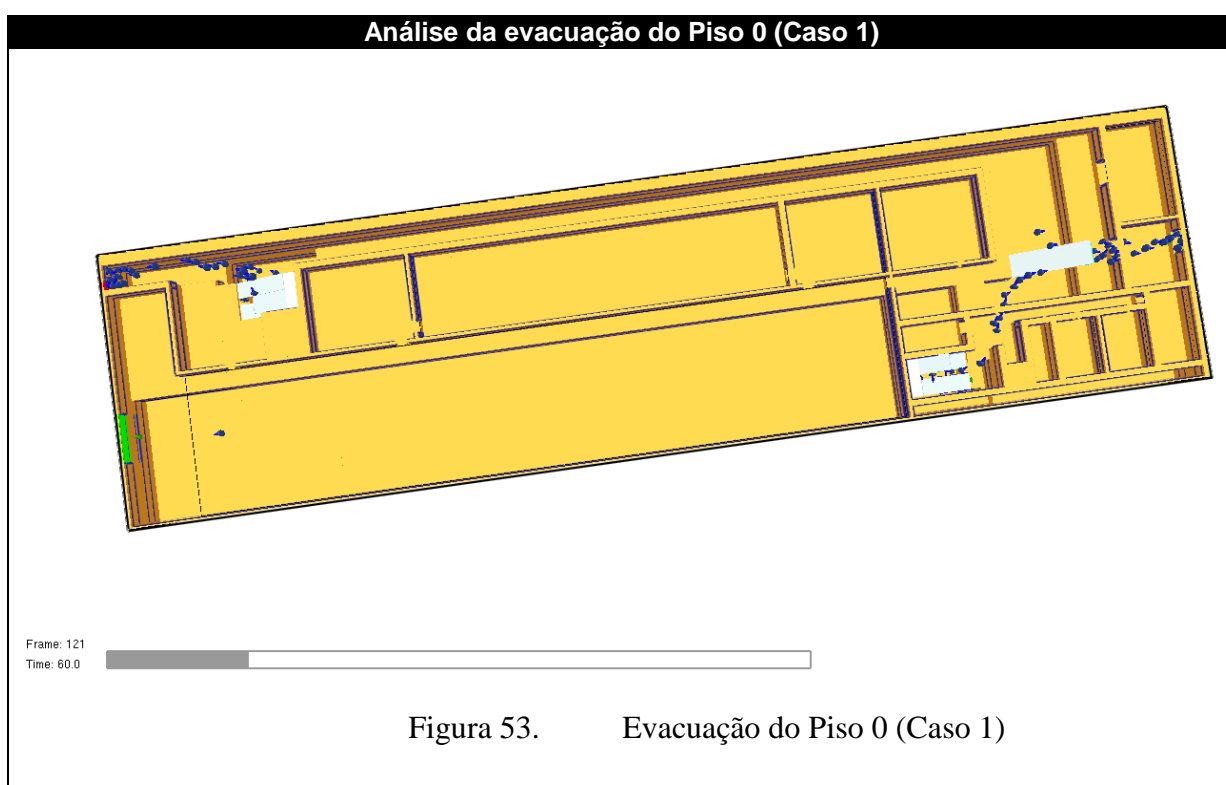 Análise da evacuação do Piso 0 (Caso 1)
Frame: 121
Time: 60.0
Figura 53. Evacuação do Piso 0 (Caso 1)